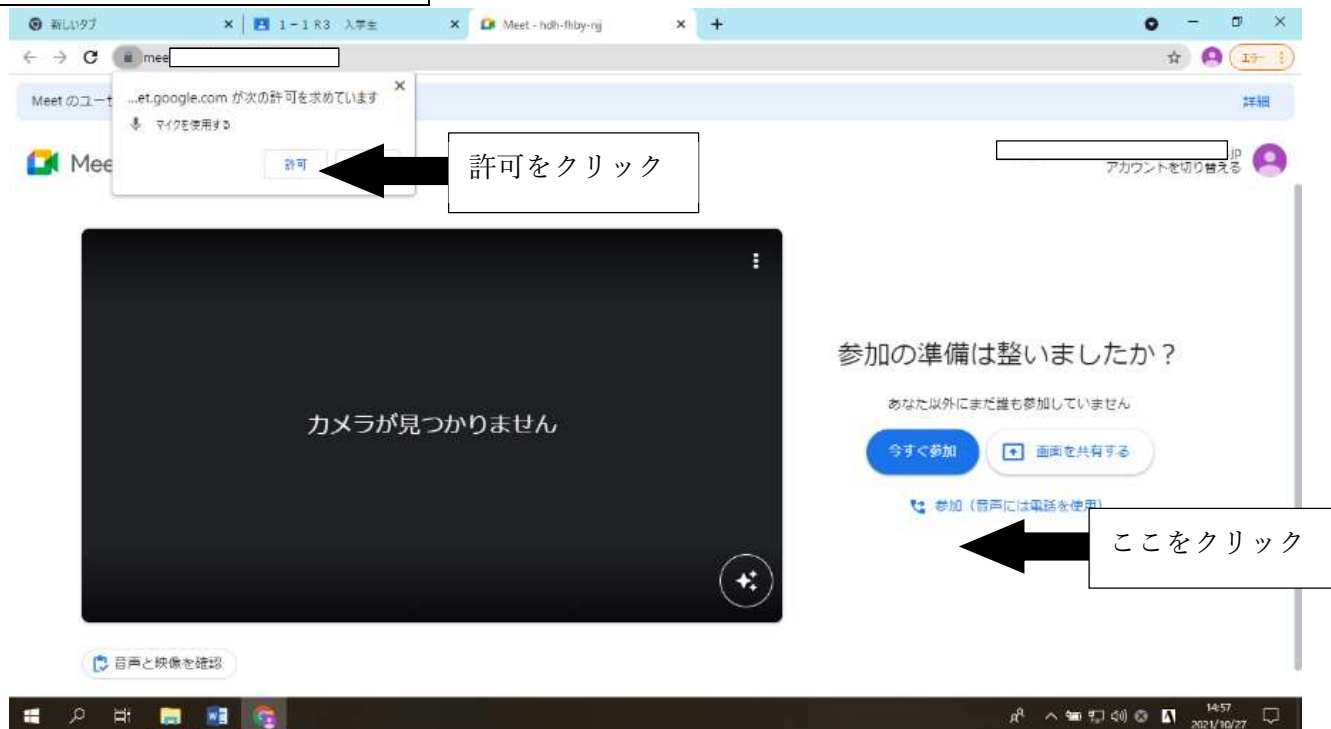 新しいタブ
1－1 R3 入学生
Meet - hdh-fhby-njj
mee
Meet のユーザ
詳細
...et.google.com が次の許可を求めています
マイクを使用する
許可
許可をクリック
Mee
jp
アカウントを切り替える
カメラが見つかりません
参加の準備は整いましたか？
あなた以外にまだ誰も参加していません
今すぐ参加
画面を共有する
参加（音声には電話を使用）
ここをクリック
音声と映像を確認
14:57
2021/10/27